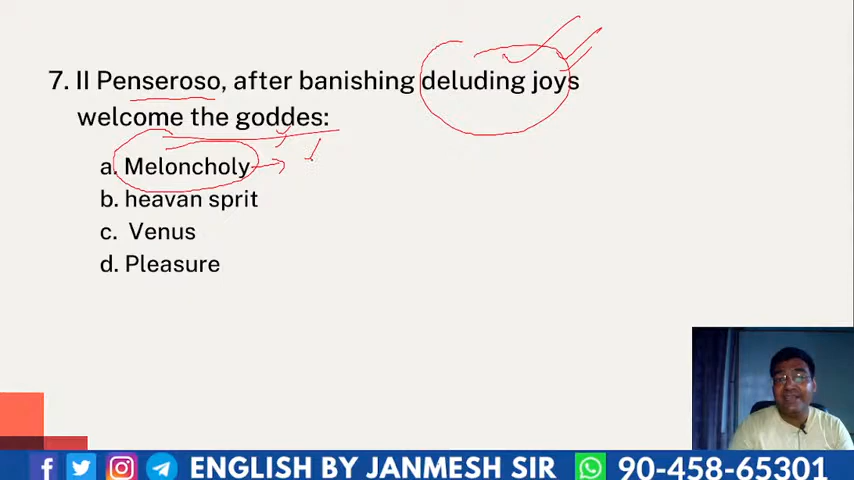 7. Il Penseroso, after banishing deluding joys
welcome the goddes:
a. Meloncholy
b. heavan sprit
c. Venus
d. Pleasure
ENGLISH BY JANMESH SIR 90-458-65301